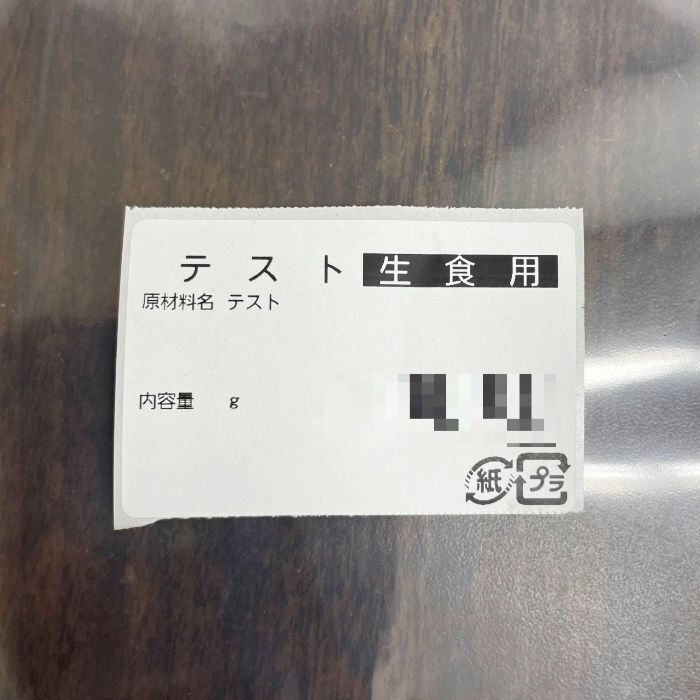 テスト 生食用
原材料名 テスト
内容量 g
紙 プラ